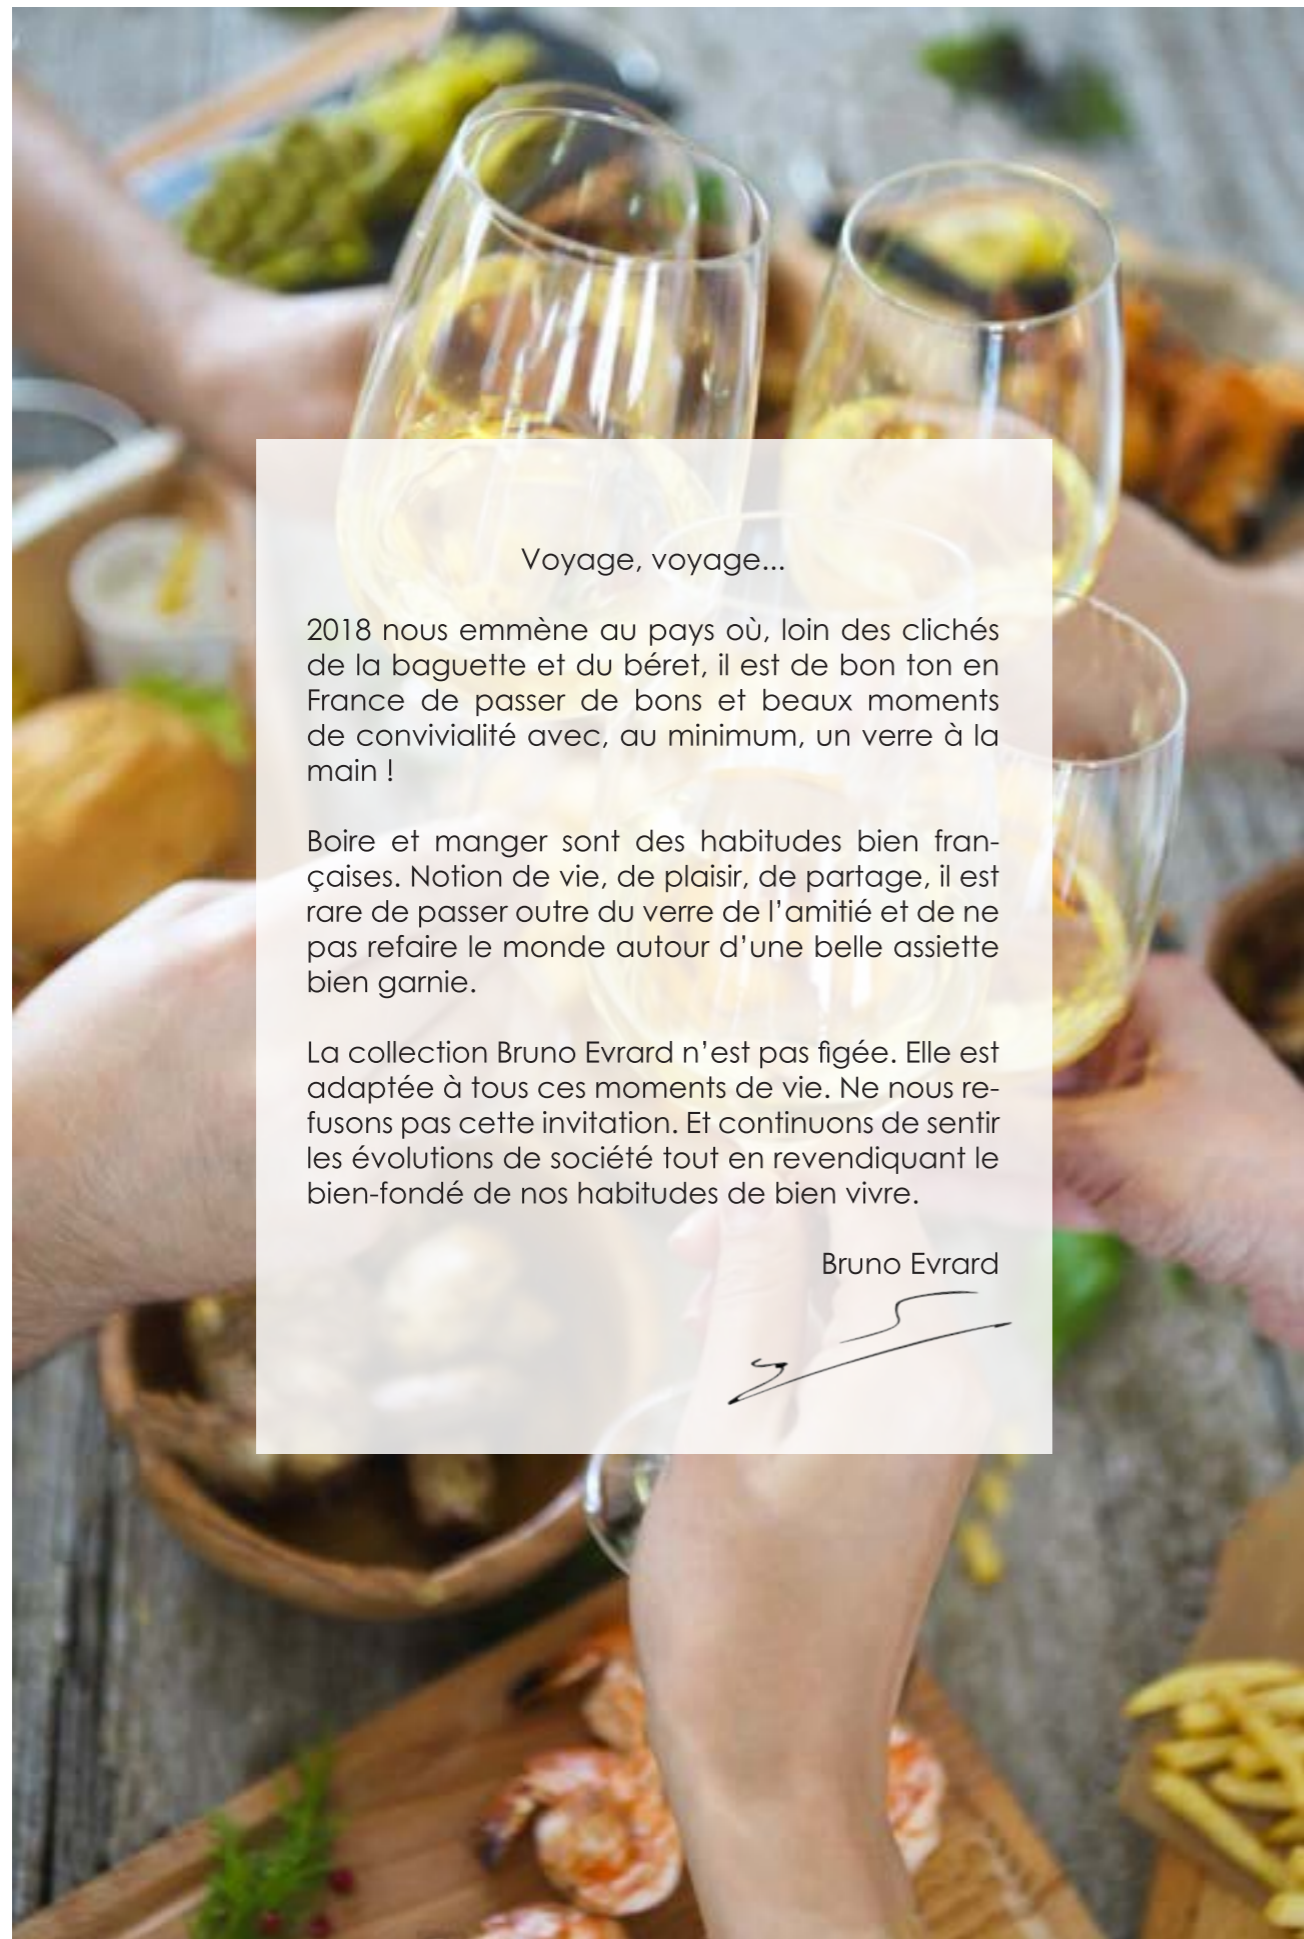 Voyage, voyage...
2018 nous emmène au pays où, loin des clichés
de la baguette et du béret, il est de bon ton en
France de passer de bons et beaux moments
de convivialité avec, au minimum, un verre à la
main !
Boire et manger sont des habitudes bien fran-
çaises. Notion de vie, de plaisir, de partage, il est
rare de passer outre du verre de l’amitié et de ne
pas refaire le monde autour d’une belle assiette
bien garnie.
La collection Bruno Evrard n’est pas figée. Elle est
adaptée à tous ces moments de vie. Ne nous re-
fusons pas cette invitation. Et continuons de sentir
les évolutions de société tout en revendiquant le
bien-fondé de nos habitudes de bien vivre.
Bruno Evrard